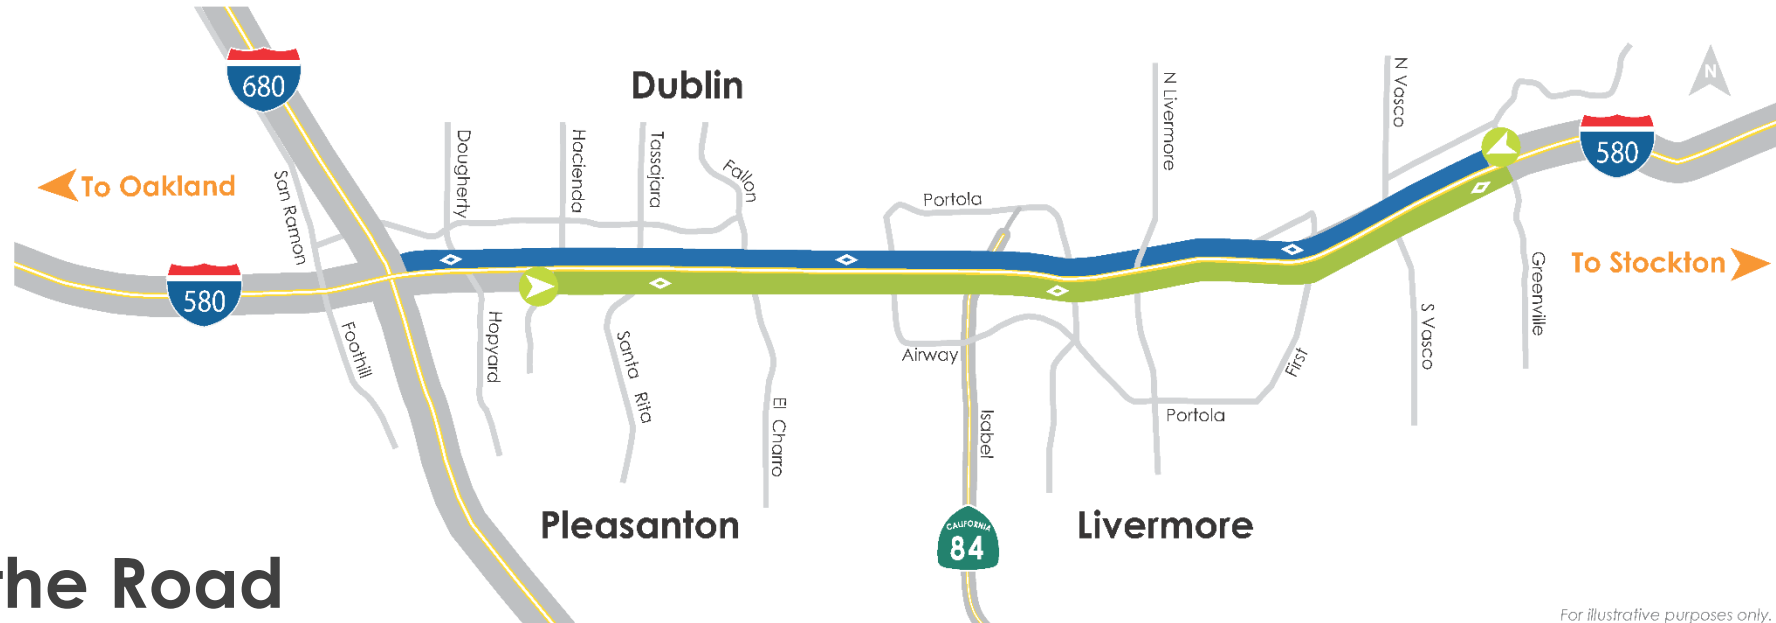 680
Dublin
To Oakland
San Ramon
Dougherty
Hacienda
Tassajara
Fallon
Portola
N Livermore
N Vasco
N
580
To Stockton
580
Foothill
Hopyard
Santa Rita
El Charro
Airway
Isabel
Portola
First
S Vasco
Greenville
Pleasanton
CALIFORNIA
84
Livermore
the Road
For illustrative purposes only.